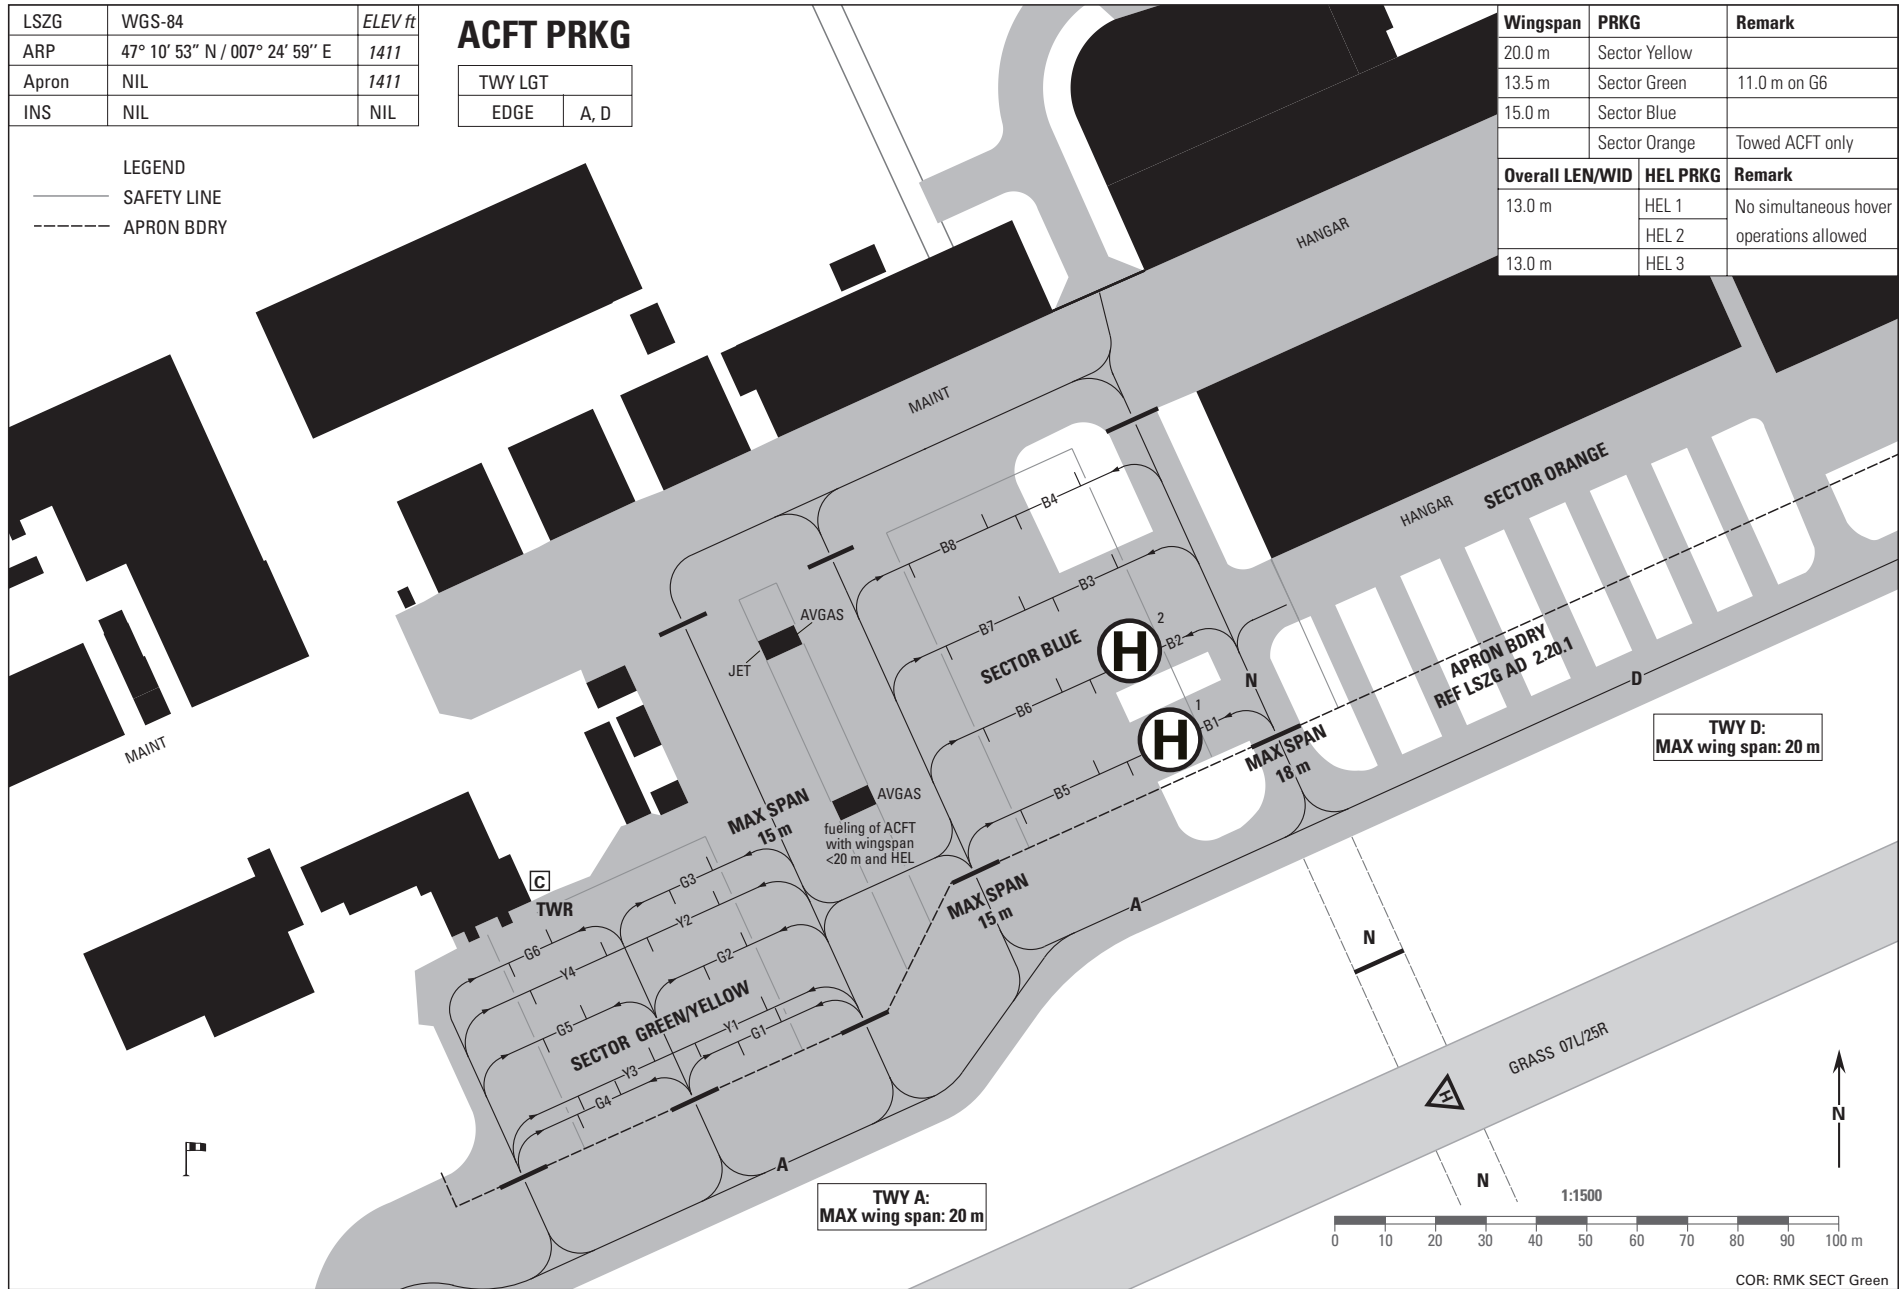 LSZG WGS-84 ELEV ft
ARP 47° 10′ 53″ N / 007° 24′ 59′′ E 1411
Apron NIL 1411
INS NIL NIL
ACFT PRKG
TWY LGT
EDGE A, D
Wingspan PRKG Remark
20.0 m Sector Yellow
13.5 m Sector Green 11.0 m on G6
15.0 m Sector Blue
Sector Orange Towed ACFT only
Overall LEN/WID HEL PRKG Remark
13.0 m HEL 1 No simultaneous hover
HEL 2 operations allowed
13.0 m HEL 3
LEGEND
SAFETY LINE
APRON BDRY
HANGAR
MAINT
HANGAR
SECTOR ORANGE
B4
B8
B3
B7
SECTOR BLUE
H
2
B2
B6
N
H
1
B1
B5
AVGAS
JET
AVGAS
fueling of ACFT
with wingspan
<20 m and HEL
MAX SPAN
15 m
MAX SPAN
15 m
MAX SPAN
18 m
APRON BDRY
REF LSZG AD 2.20.1
D
TWY D:
MAX wing span: 20 m
MAINT
C
TWR
G3
Y2
G6
Y4
G2
G5
SECTOR GREEN/YELLOW
Y1
G1
Y3
G4
A
A
N
N
TWY A:
MAX wing span: 20 m
GRASS 07L/25R
H
N
1:1500
0 10 20 30 40 50 60 70 80 90 100 m
COR: RMK SECT Green